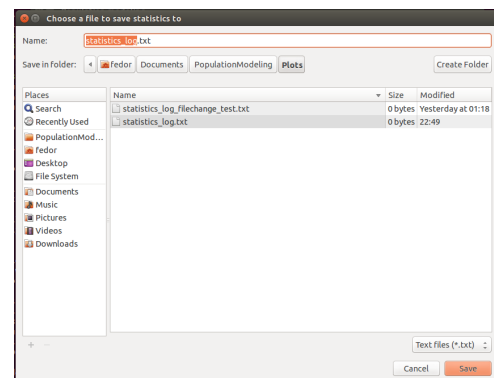 Choose a file to save statistics to
Name: statistics_log.txt
Save in folder: fedor Documents PopulationModeling Plots Create Folder
Places
Search
Recently Used
PopulationMod...
fedor
Desktop
File System
Documents
Music
Pictures
Videos
Downloads
Name Size Modified
statistics_log_filechange_test.txt 0 bytes Yesterday at 01:18
statistics_log.txt 0 bytes 22:49
Text files (*.txt)
Cancel Save